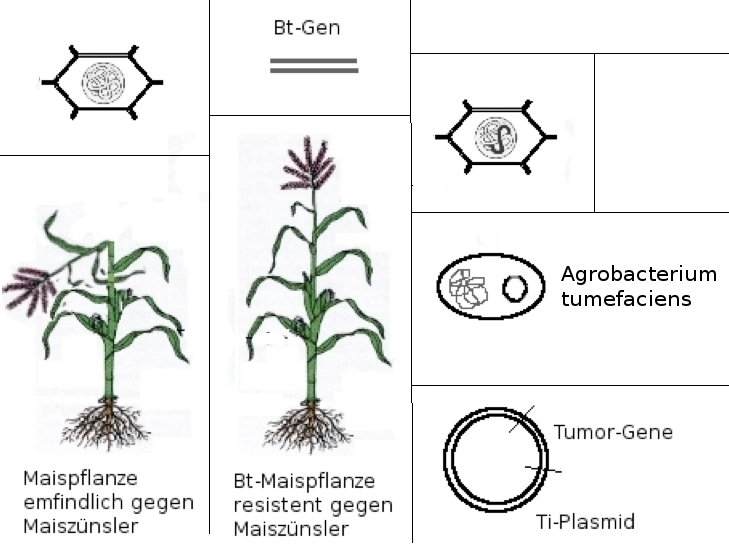 Bt-Gen
Maispflanze
emfindlich gegen
Maiszünsler
Bt-Maispflanze
resistent gegen
Maiszünsler
Agrobacterium
tumefaciens
Tumor-Gene
Ti-Plasmid